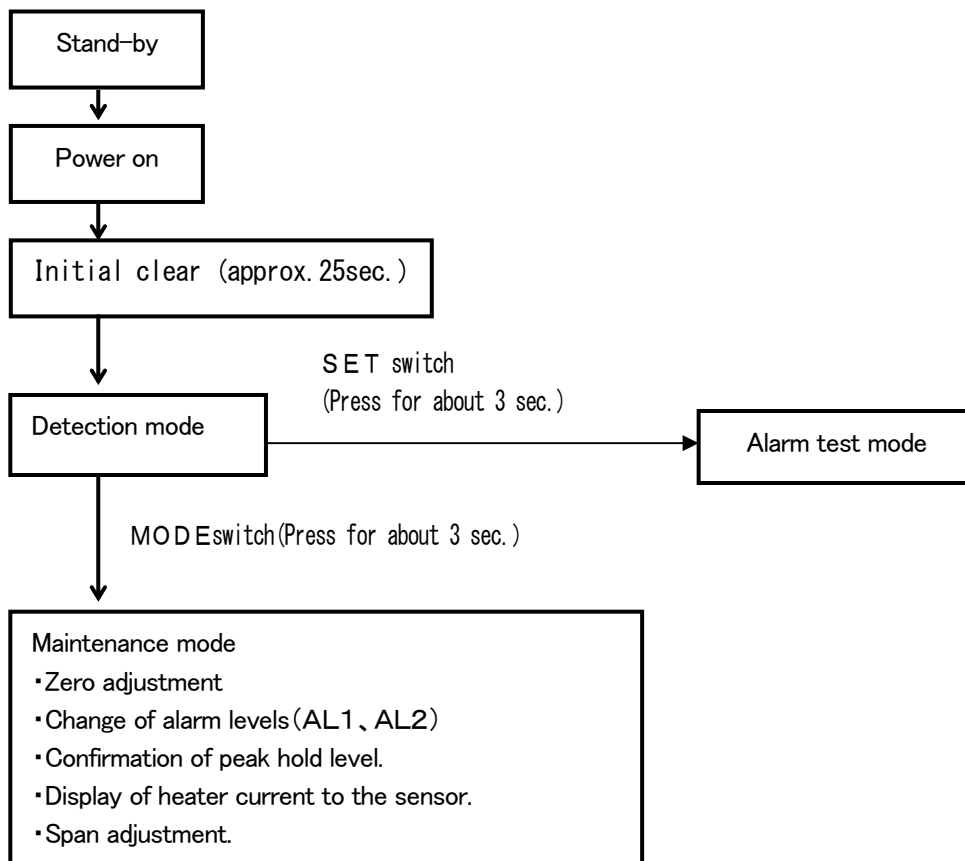 Stand-by
Power on
Initial clear (approx. 25sec.)
SET switch
(Press for about 3 sec.)
Detection mode
Alarm test mode
MODEswitch(Press for about 3 sec.)
Maintenance mode
・Zero adjustment
・Change of alarm levels(AL1、AL2)
・Confirmation of peak hold level.
・Display of heater current to the sensor.
・Span adjustment.